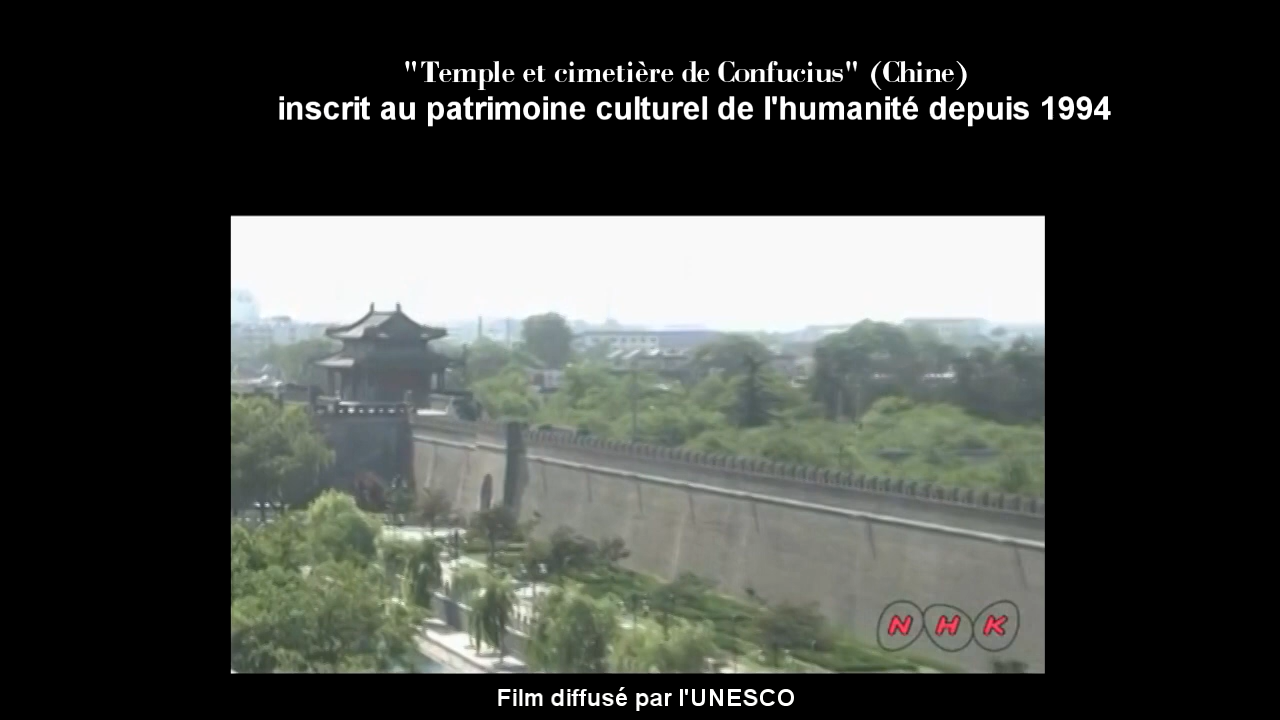 "Temple et cimetière de Confucius" (Chine)
inscrit au patrimoine culturel de l'humanité depuis 1994
NHK
Film diffusé par l'UNESCO